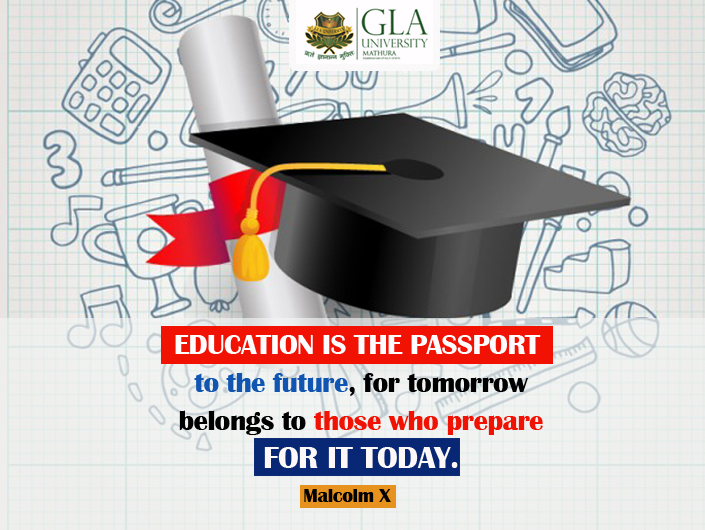 GLA
UNIVERSITY
MATHURA
EDUCATION IS THE PASSPORT
to the future, for tomorrow
belongs to those who prepare
FOR IT TODAY.
Malcolm X